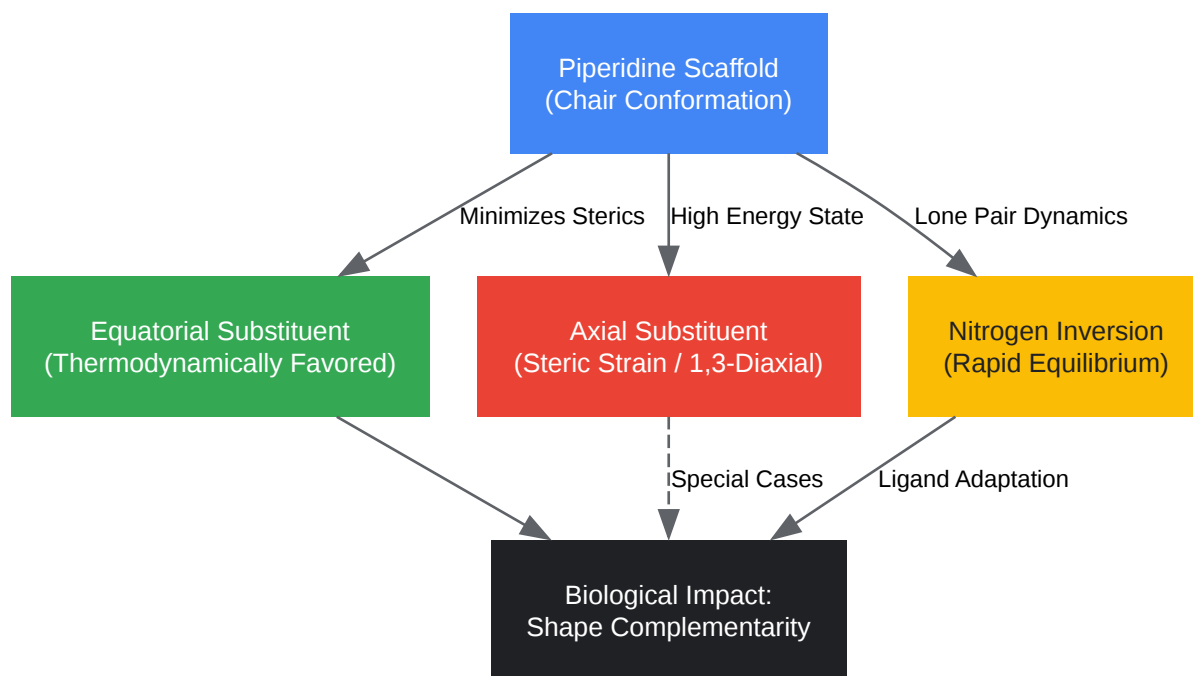 Piperidine Scaffold
(Chair Conformation)
Minimizes Sterics
High Energy State
Lone Pair Dynamics
Equatorial Substituent
(Thermodynamically Favored)
Axial Substituent
(Steric Strain / 1,3-Diaxial)
Nitrogen Inversion
(Rapid Equilibrium)
Special Cases
Ligand Adaptation
Biological Impact:
Shape Complementarity